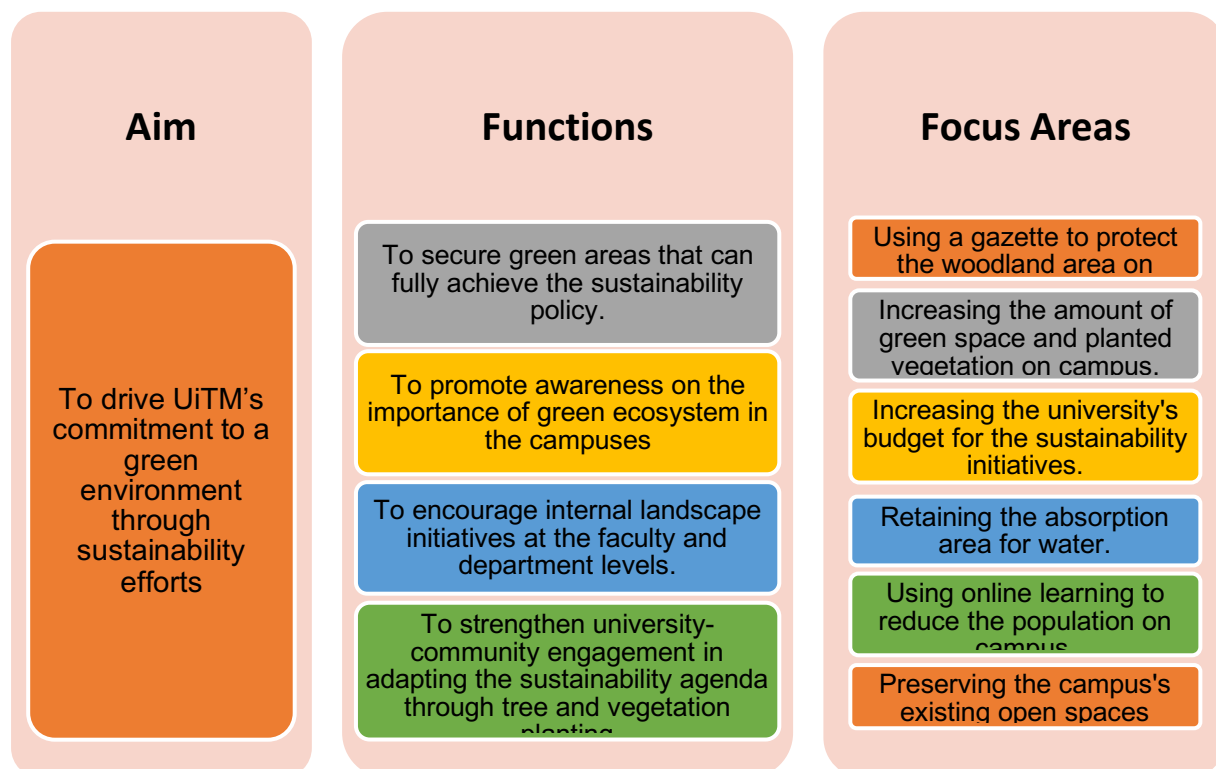 Aim
To drive UiTM’s
commitment to a
green
environment
through
sustainability
efforts
Functions
To secure green areas that can
fully achieve the sustainability
policy.
To promote awareness on the
importance of green ecosystem in
the campuses
To encourage internal landscape
initiatives at the faculty and
department levels.
To strengthen university-
community engagement in
adapting the sustainability agenda
through tree and vegetation
planting
Focus Areas
Using a gazette to protect
the woodland area on
Increasing the amount of
green space and planted
vegetation on campus.
Increasing the university's
budget for the sustainability
initiatives.
Retaining the absorption
area for water.
Using online learning to
reduce the population on
campus
Preserving the campus's
existing open spaces